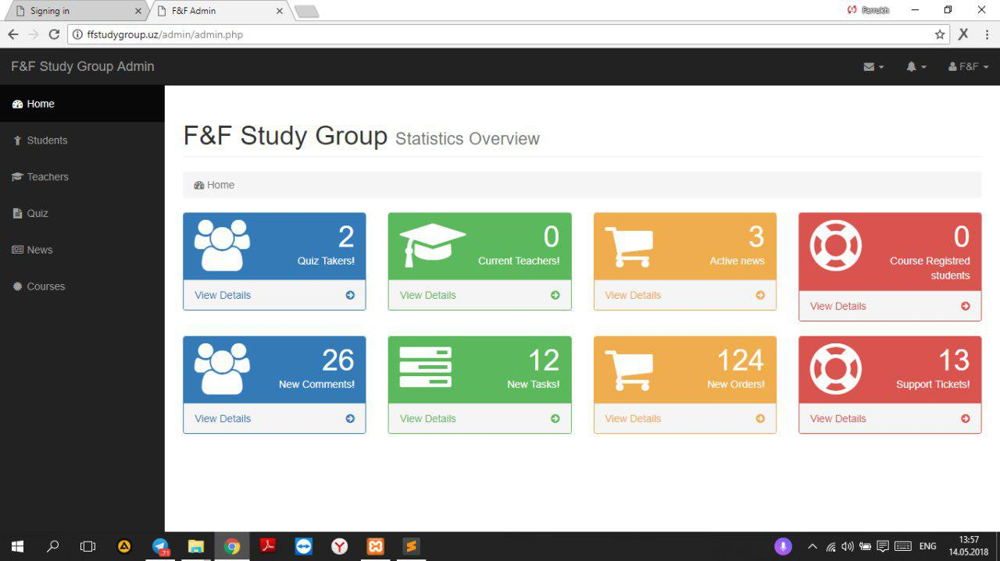 Signing in
F&F Admin
Farrukh
ffstudygroup.uz/admin/admin.php
F&F Study Group Admin
F&F
Home
Students
Teachers
Quiz
News
Courses
F&F Study Group Statistics Overview
Home
2
Quiz Takers!
View Details
0
Current Teachers!
View Details
3
Active news
View Details
0
Course Registred
students
View Details
26
New Comments!
View Details
12
New Tasks!
View Details
124
New Orders!
View Details
13
Support Tickets!
View Details
71
ENG
13:57
14.05.2018